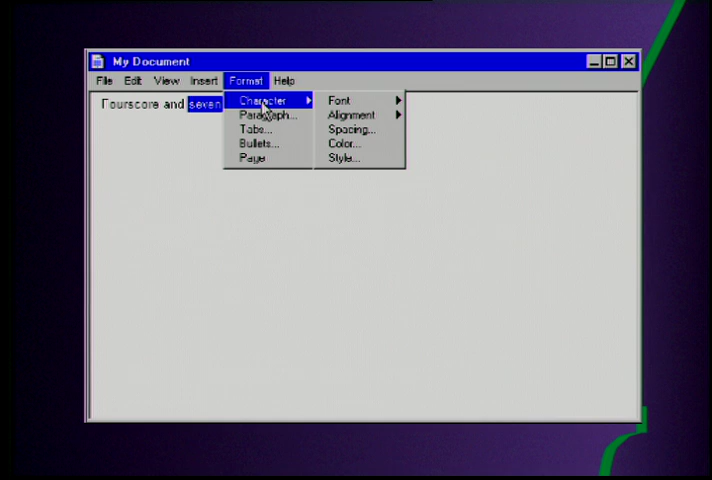 My Document
File Edit View Insert Format Help
Fourscore and seven
Character
Paragraph...
Tabs...
Bullets...
Page
Font
Alignment
Spacing...
Color...
Style...